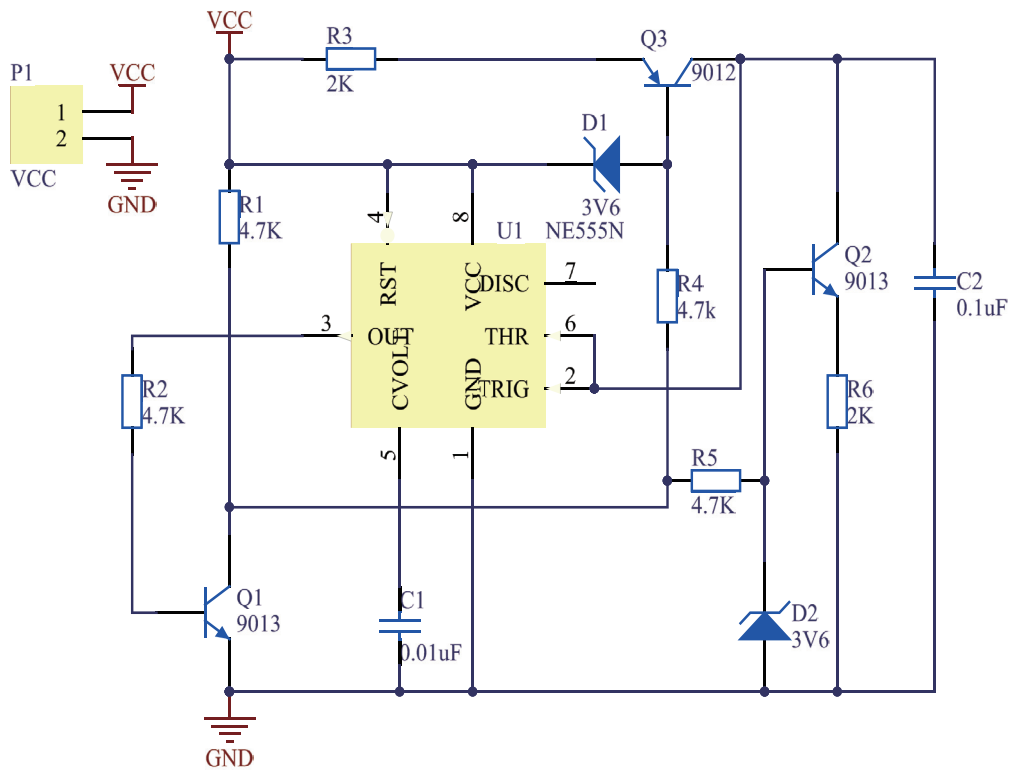 VCC
R3
2K
Q3
9012
P1
VCC
1
2
VCC
GND
D1
3V6
R1
4.7K
4
8
U1
NE555N
RST
VCC
DISC
7
Q2
9013
C2
0.1uF
R4
4.7k
3
OUT
THR
6
CVOLT
GND
TRIG
2
R2
4.7K
R6
2K
5
1
R5
4.7K
Q1
9013
C1
0.01uF
D2
3V6
GND